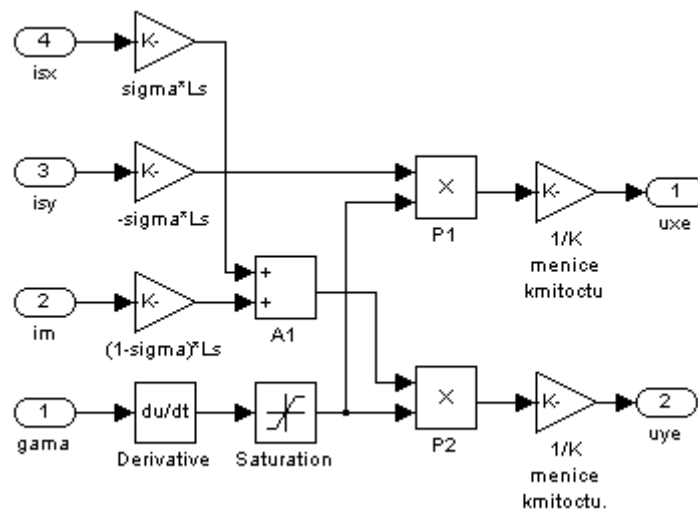 4
K-
isx
sigma*Ls
3
K-
isy
-sigma*Ls
P1
K-
1
uxe
1/K
menice
kmitoctu
2
K-
im
(1-sigma)*Ls
+
+
A1
1
du/dt
gama
Derivative
Saturation
P2
K-
2
uye
1/K
menice
kmitoctu.